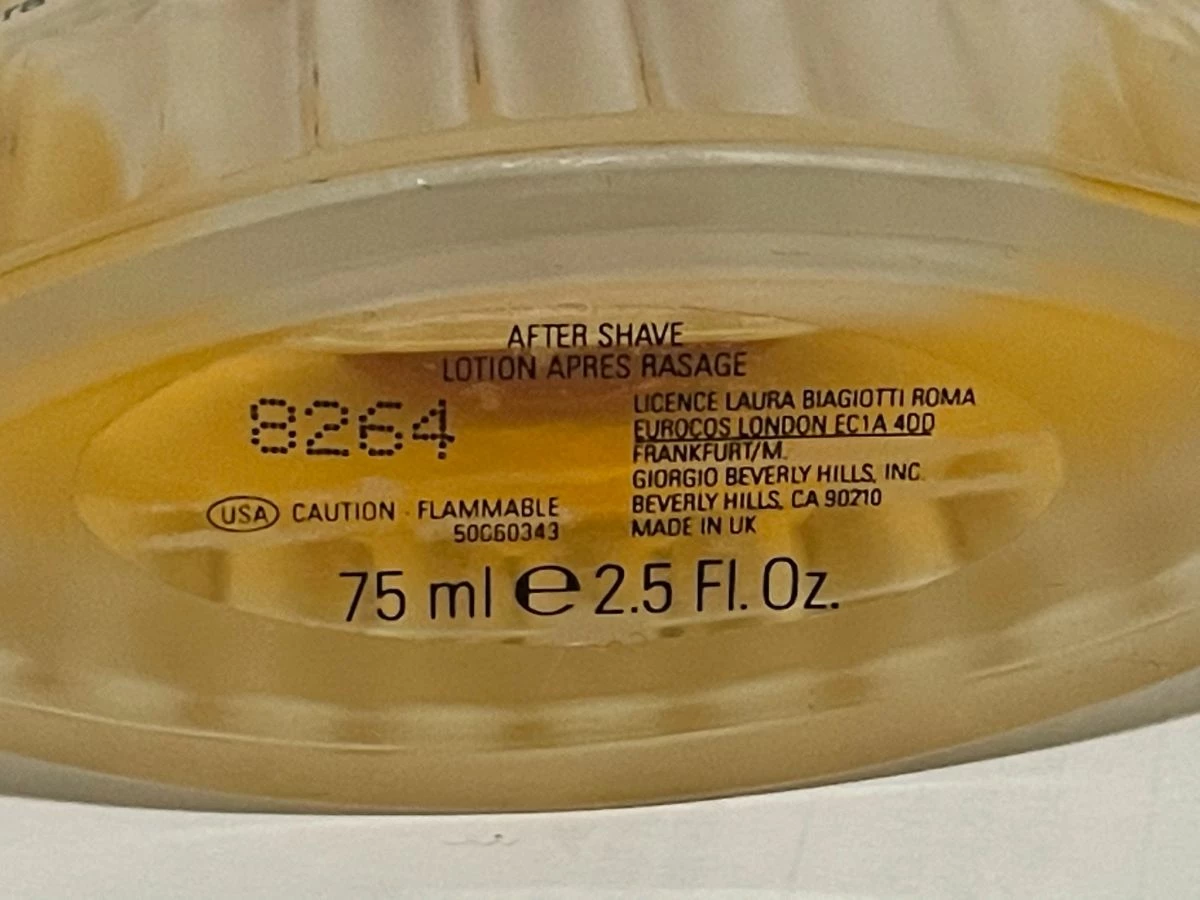 AFTER SHAVE
LOTION APRES RASAGE
8264
LICENCE LAURA BIAGIOTTI ROMA
EUROCOS LONDON EC1A 4DD
FRANKFURT/M.
GIORGIO BEVERLY HILLS, INC.
BEVERLY HILLS, CA 90210
MADE IN UK
USA CAUTION - FLAMMABLE
50C60343
75 ml e 2.5 Fl. Oz.